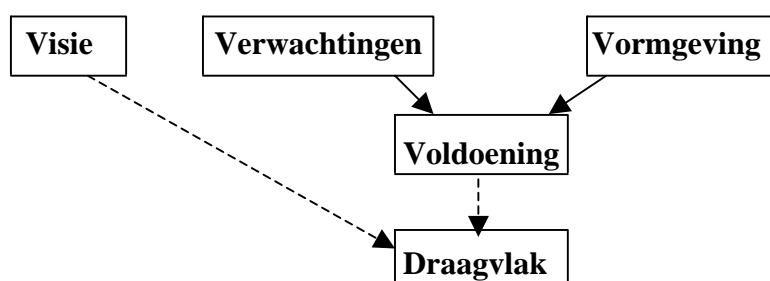 Visie
Verwachtingen
Vormgeving
Voldoening
Draagvlak